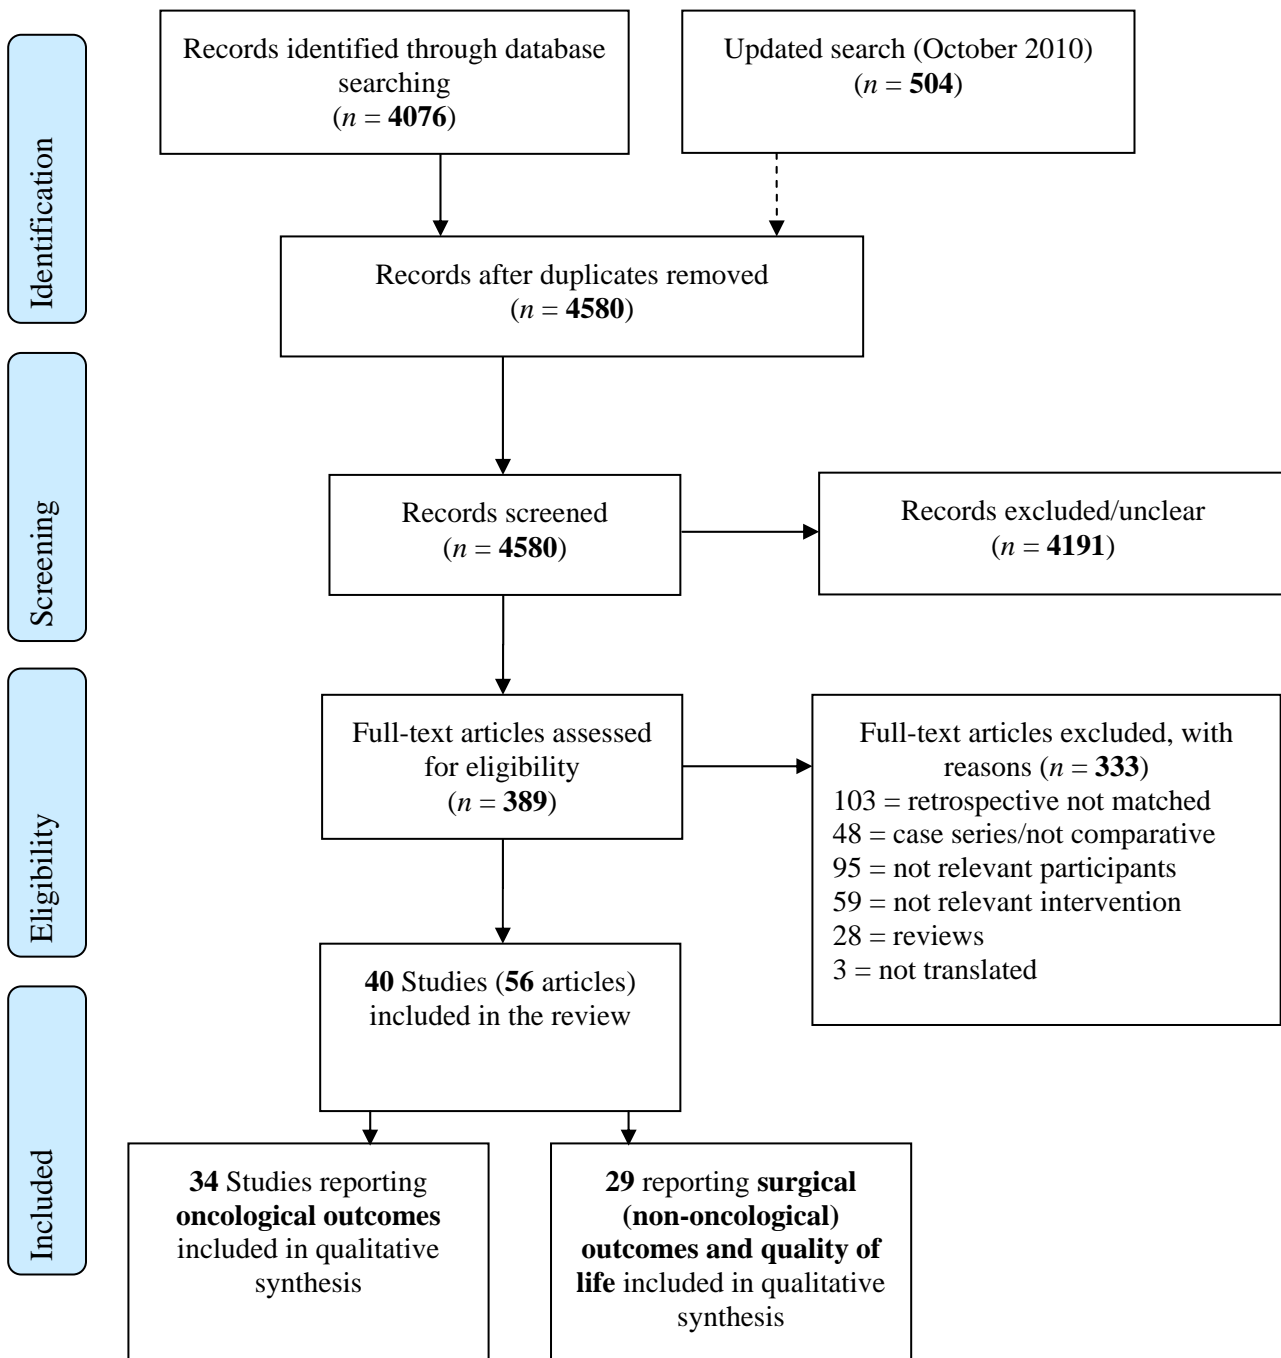 Identification
Records identified through database
searching
(n = 4076)
Updated search (October 2010)
(n = 504)
Records after duplicates removed
(n = 4580)
Screening
Records screened
(n = 4580)
Records excluded/unclear
(n = 4191)
Eligibility
Full-text articles assessed
for eligibility
(n = 389)
Full-text articles excluded, with
reasons (n = 333)
103 = retrospective not matched
48 = case series/not comparative
95 = not relevant participants
59 = not relevant intervention
28 = reviews
3 = not translated
40 Studies (56 articles)
included in the review
Included
34 Studies reporting
oncological outcomes
included in qualitative
synthesis
29 reporting surgical
(non-oncological)
outcomes and quality of
life included in qualitative
synthesis